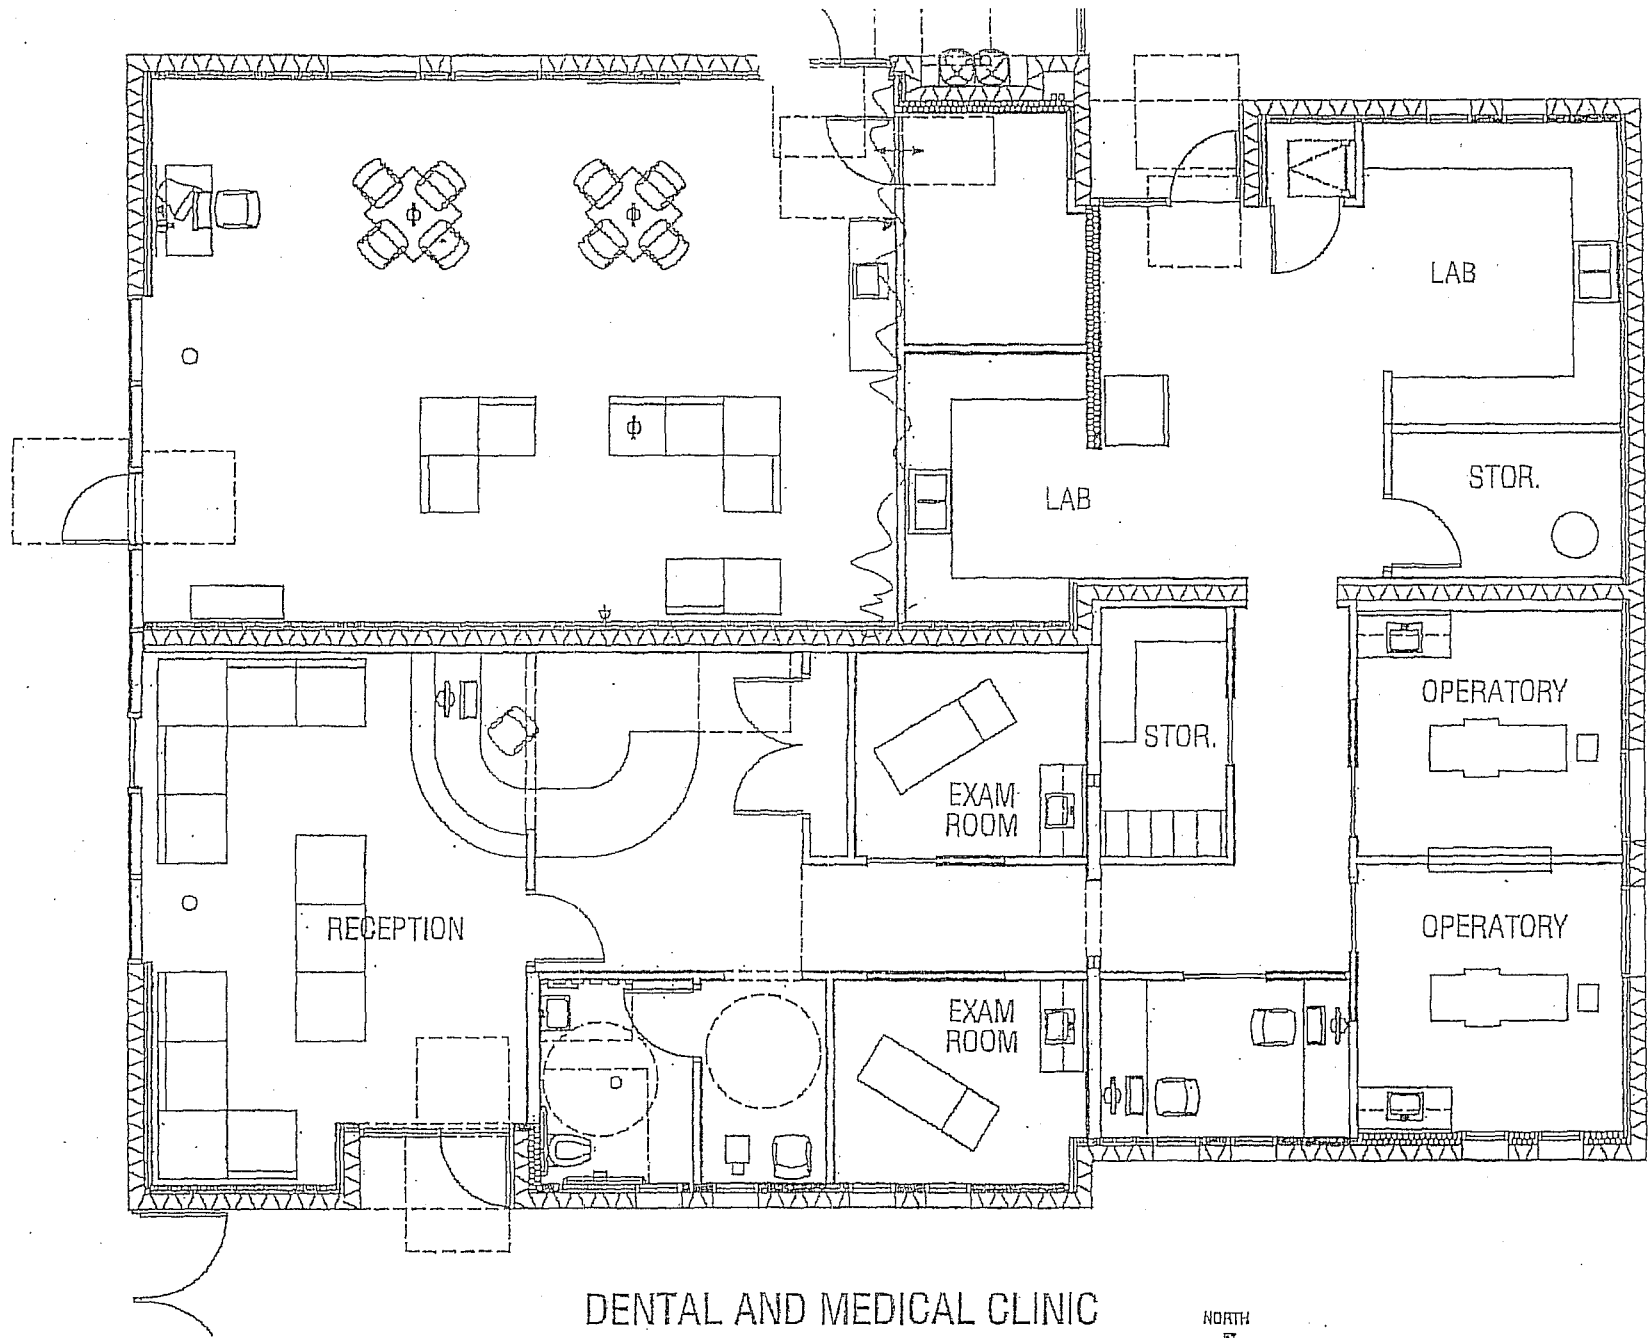 LAB
STOR.
LAB
OPERATORY
STOR.
EXAM
ROOM
RECEPTION
OPERATORY
EXAM
ROOM
DENTAL AND MEDICAL CLINIC
NORTH